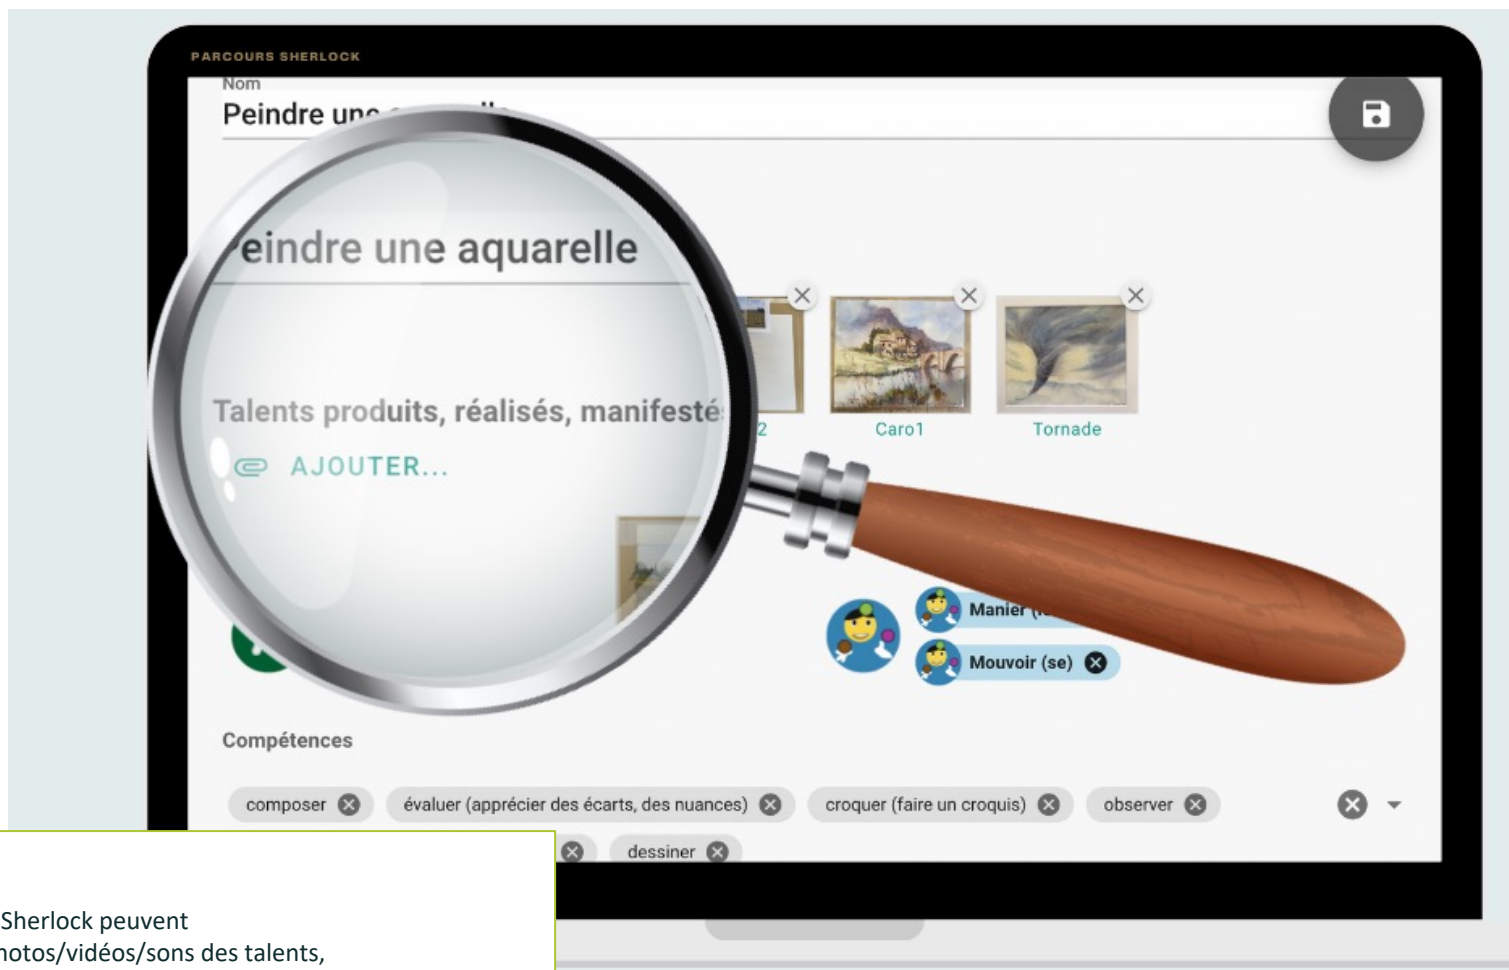 PARCOURS SHERLOCK
Nom
Peindre une
Peindre une aquarelle
Talents produits, réalisés, manifesté
AJOUTER...
2
Caro1
Tornade
Manier
Mouvoir (se)
Compétences
composer
évaluer (apprécier des écarts, des nuances)
croquer (faire un croquis)
observer
dessiner
Sherlock peuvent
hotos/vidéos/sons des talents,